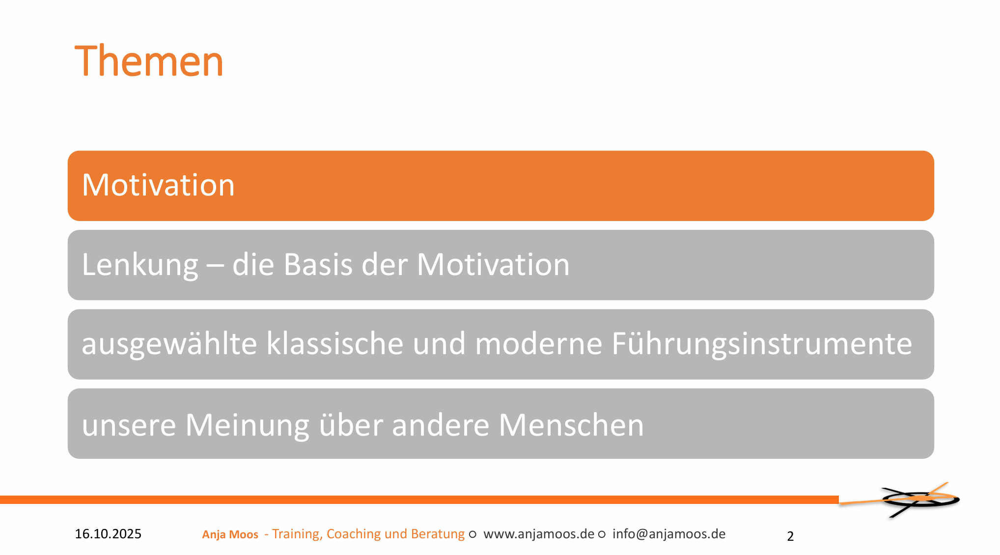 Themen
Motivation
Lenkung – die Basis der Motivation
ausgewählte klassische und moderne Führungsinstrumente
unsere Meinung über andere Menschen
16.10.2025 Anja Moos - Training, Coaching und Beratung ○ www.anjamoos.de ○ info@anjamoos.de 2